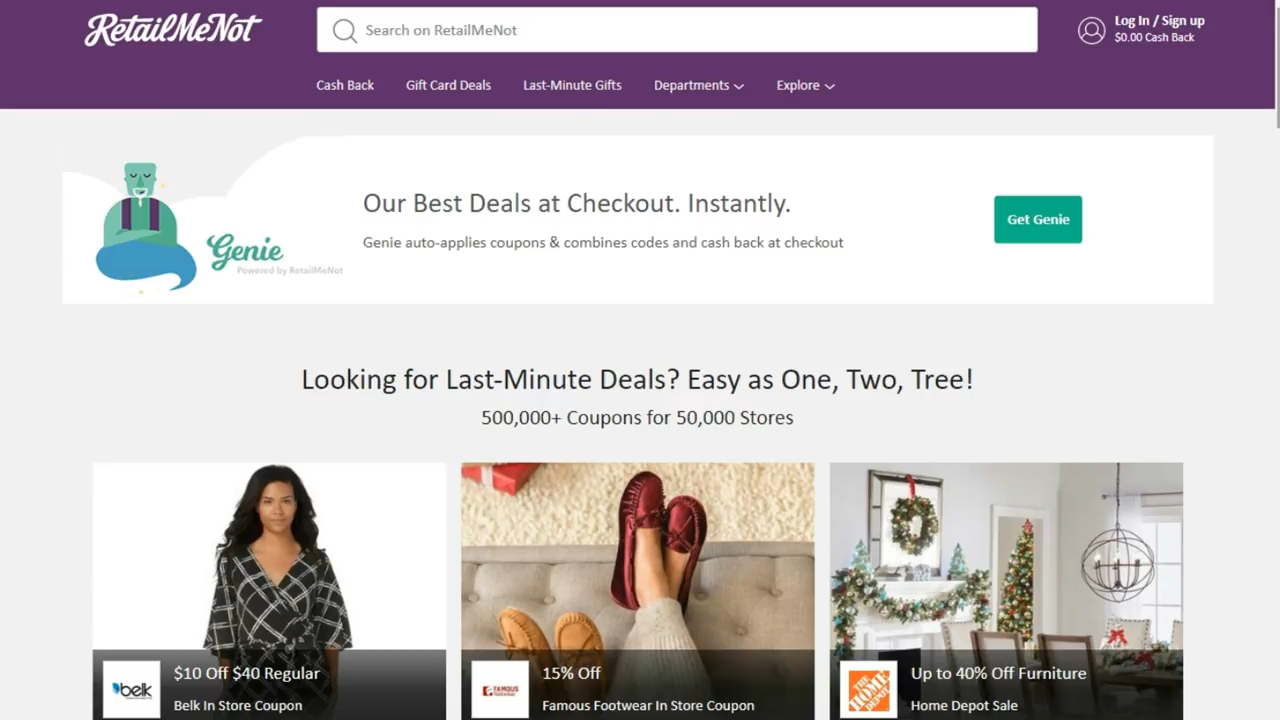 RetailMeNot
Search on RetailMeNot
Log In / Sign up
$0.00 Cash Back
Cash Back
Gift Card Deals
Last-Minute Gifts
Departments
Explore
Our Best Deals at Checkout. Instantly.
Genie auto-applies coupons & combines codes and cash back at checkout
Genie
Powered by RetailMeNot
Get Genie
Looking for Last-Minute Deals? Easy as One, Two, Tree!
500,000+ Coupons for 50,000 Stores
belk
$10 Off $40 Regular
Belk In Store Coupon
FAMOUS
footwear
15% Off
Famous Footwear In Store Coupon
THE HOME DEPOT
Up to 40% Off Furniture
Home Depot Sale